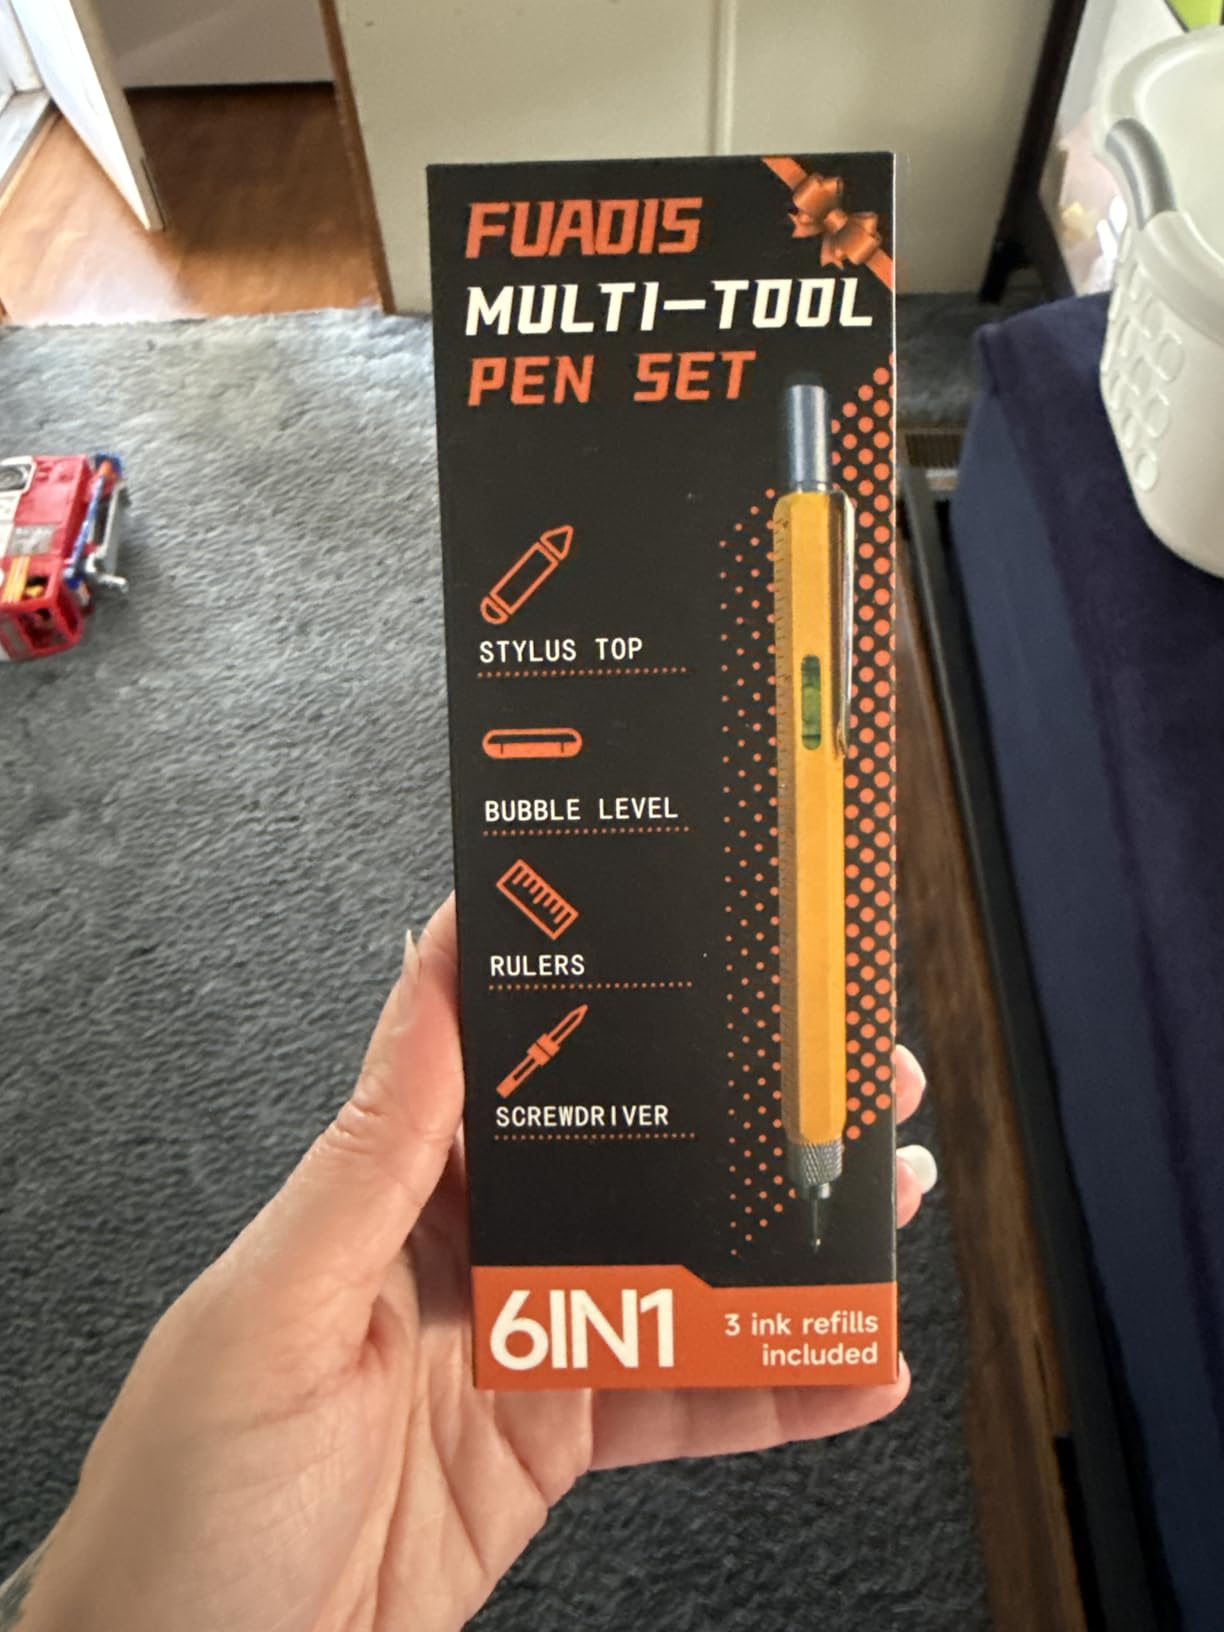 FUADIS
MULTI-TOOL
PEN SET
STYLUS TOP
BUBBLE LEVEL
RULERS
SCREWDRIVER
6IN1
3 ink refills
included